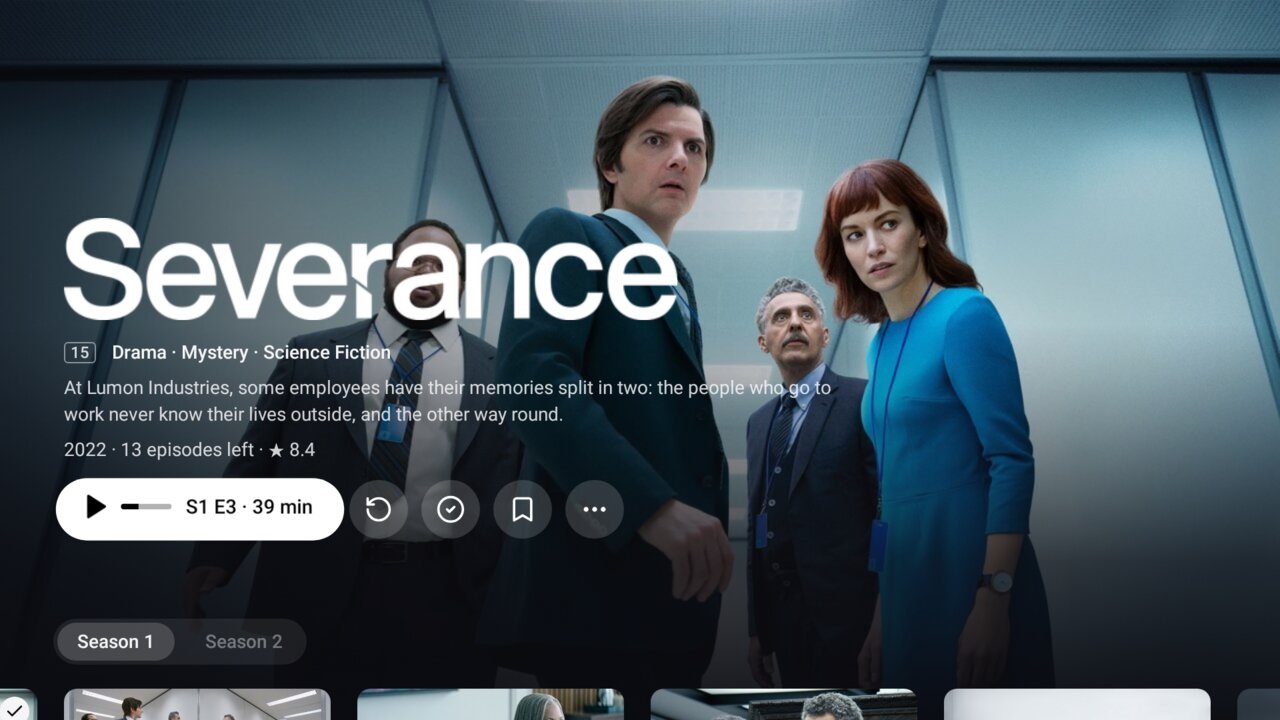 Severance
15 Drama · Mystery · Science Fiction
At Lumon Industries, some employees have their memories split in two: the people who go to
work never know their lives outside, and the other way round.
2022 · 13 episodes left · ★ 8.4
S1 E3 · 39 min
Season 1 Season 2